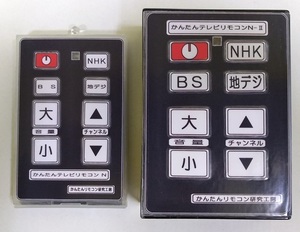 NHK
BS
地デジ
大
▲
音量
チャンネル
小
▼
かんたんテレビリモコン N
かんたんリモコン研究工房
かんたんテレビリモコンN-Ⅱ
NHK
BS
地デジ
大
▲
音量
チャンネル
小
▼
かんたんリモコン研究工房